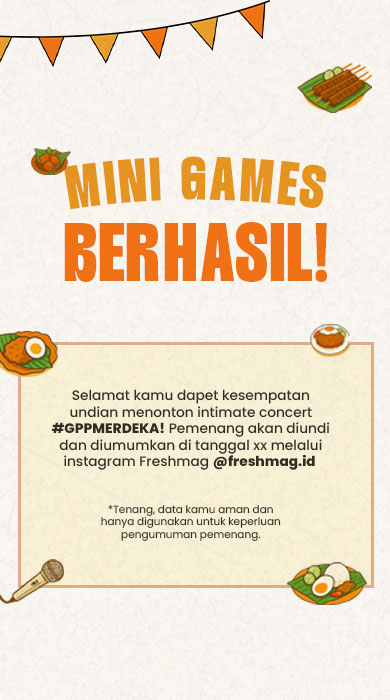 MINI GAMES
BERHASIL!
Selamat kamu dapet kesempatan
undian menonton intimate concert
#GPPMERDEKA! Pemenang akan diundi
dan diumumkan di tanggal xx melalui
instagram Freshmag @freshmag.id
*Tenang, data kamu aman dan
hanya digunakan untuk keperluan
pengumuman pemenang.